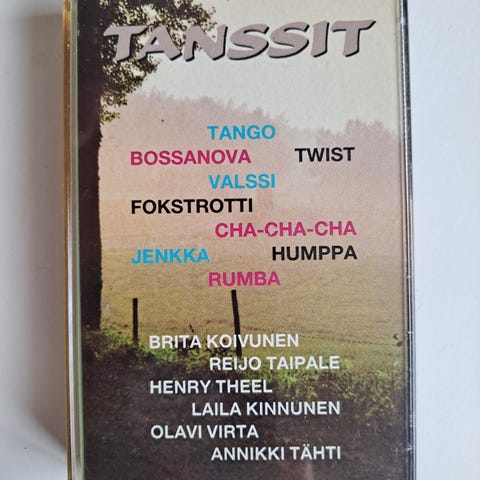 TANSSIT
TANGO
BOSSANOVA TWIST
VALSSI
FOKSTROTTI
CHA-CHA-CHA
JENKKA HUMPPA
RUMBA
BRITA KOIVUNEN
REIJO TAIPALE
HENRY THEEL
LAILA KINNUNEN
OLAVI VIRTA
ANNIKKI TÄHTI